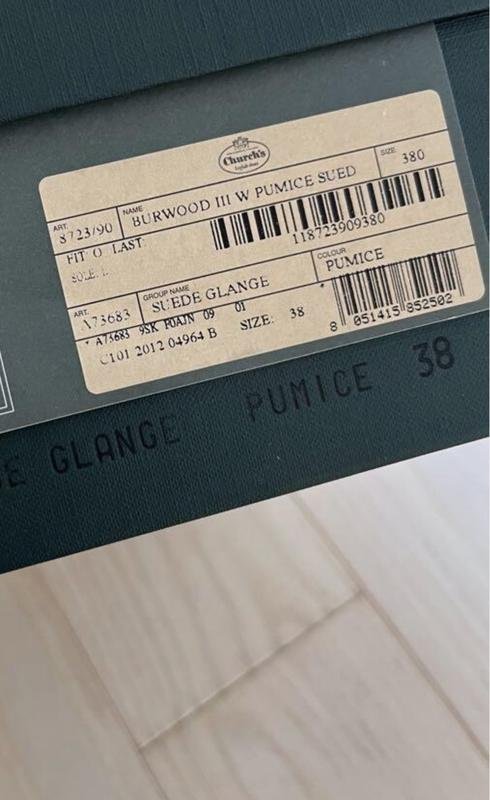 Church's
English shoes
ART. 8723/90 NAME BURWOOD III W PUMICE SUED SIZE 380
FIT 0 LAST:
118723909380
SOLE: L
ART. A73683 GROUP NAME SUEDE GLANGE COLOUR PUMICE
* A73683 9SK F0AJN 09 01
C101 2012 04964 B SIZE: 38
8 051415 852502
GLANGE PUMICE 38